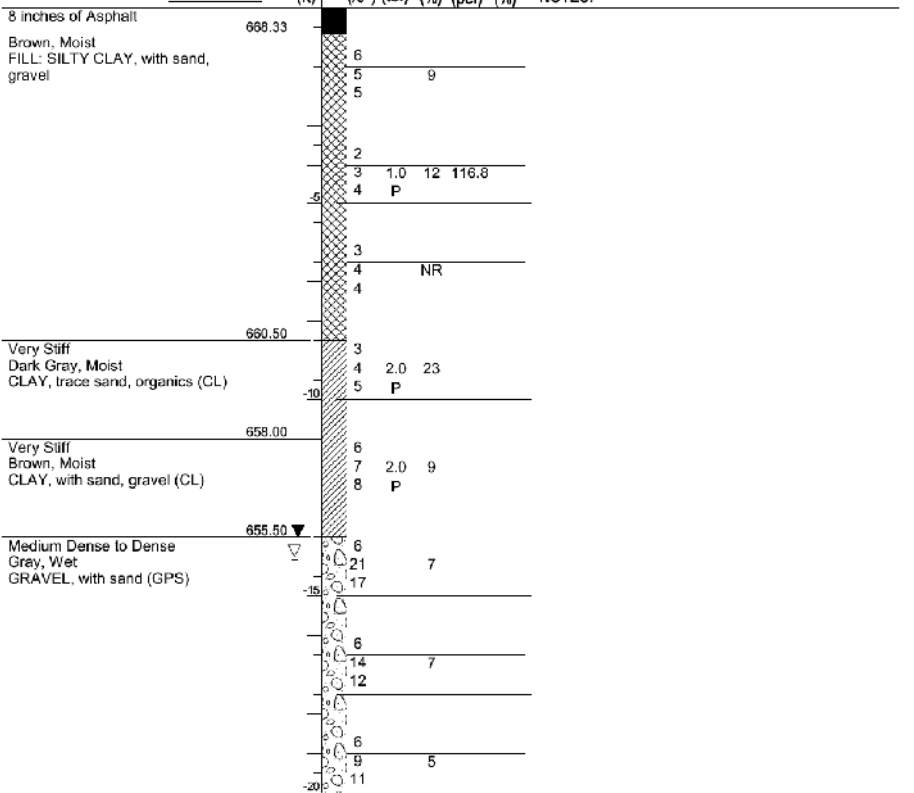 NOTES:
8 inches of Asphalt
668.33
Brown, Moist
FILL: SILTY CLAY, with sand,
gravel
6
5 9
5
2
3 1.0 12 116.8
4 P
-5
3
4 NR
4
660.50
Very Stiff
Dark Gray, Moist
CLAY, trace sand, organics (CL)
3
4 2.0 23
5 P
-10
658.00
Very Stiff
Brown, Moist
CLAY, with sand, gravel (CL)
6
7 2.0 9
8 P
655.50
Medium Dense to Dense
Gray, Wet
GRAVEL, with sand (GPS)
6
21 7
17
-15
6
14 7
12
6
9 5
11
-20